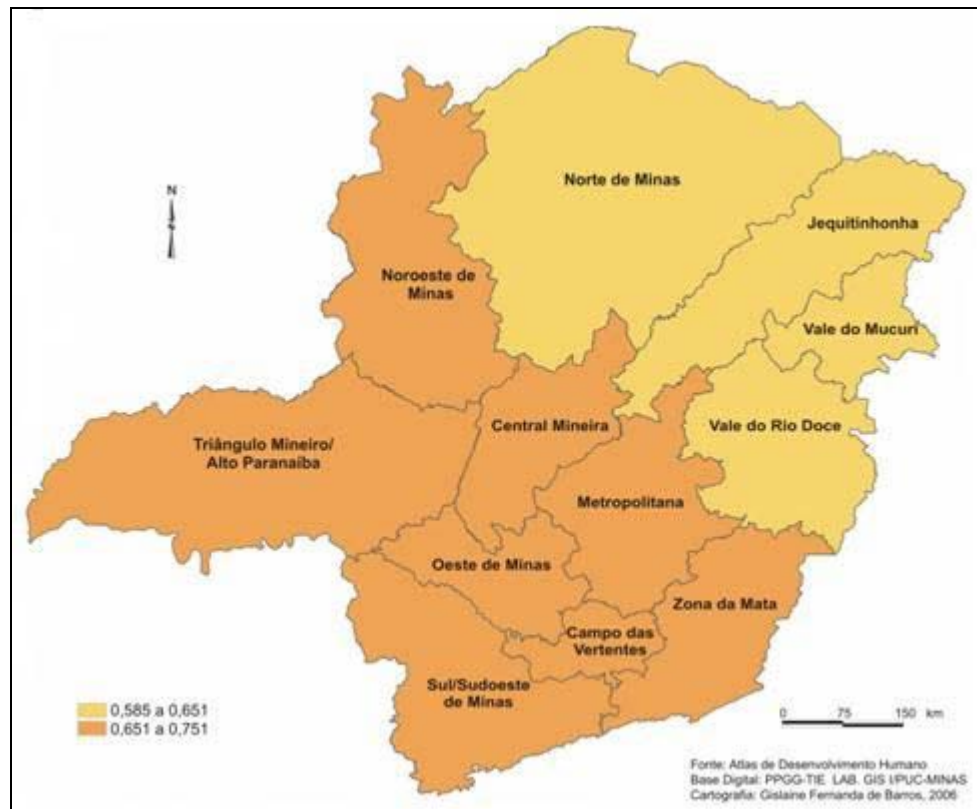 Norte de Minas
Jequitinhonha
N
Noroeste de
Minas
Vale do Mucuri
Central Mineira
Vale do Rio Doce
Triângulo Mineiro/
Alto Paranaíba
Metropolitana
Oeste de Minas
Zona da Mata
Campo das
Vertentes
Sul/Sudoeste
de Minas
0,585 a 0,651
0,651 a 0,751
0 75 150 km
Fonte: Atlas de Desenvolvimento Humano
Base Digital: PPGG-TIE LAB. GIS I/PUC-MINAS
Cartografia: Gislaine Fernanda de Barros, 2006